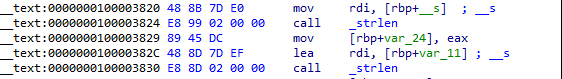 __text:0000000100003820 48 8B 7D E0 mov rdi, [rbp+__s] ; __s
__text:0000000100003824 E8 99 02 00 00 call _strlen
__text:0000000100003829 89 45 DC mov [rbp+var_24], eax
__text:000000010000382C 48 8D 7D EF lea rdi, [rbp+var_11] ; __s
__text:0000000100003830 E8 8D 02 00 00 call _strlen